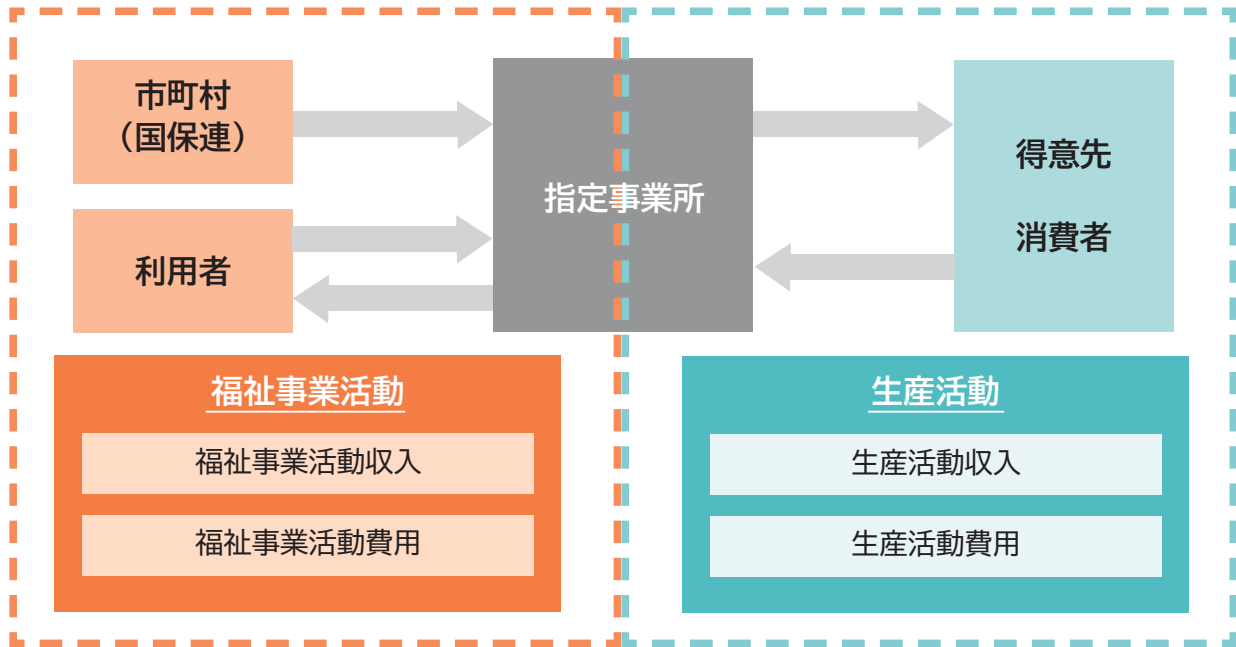 市町村
（国保連）
指定事業所
得意先
消費者
利用者
福祉事業活動
福祉事業活動収入
福祉事業活動費用
生産活動
生産活動収入
生産活動費用